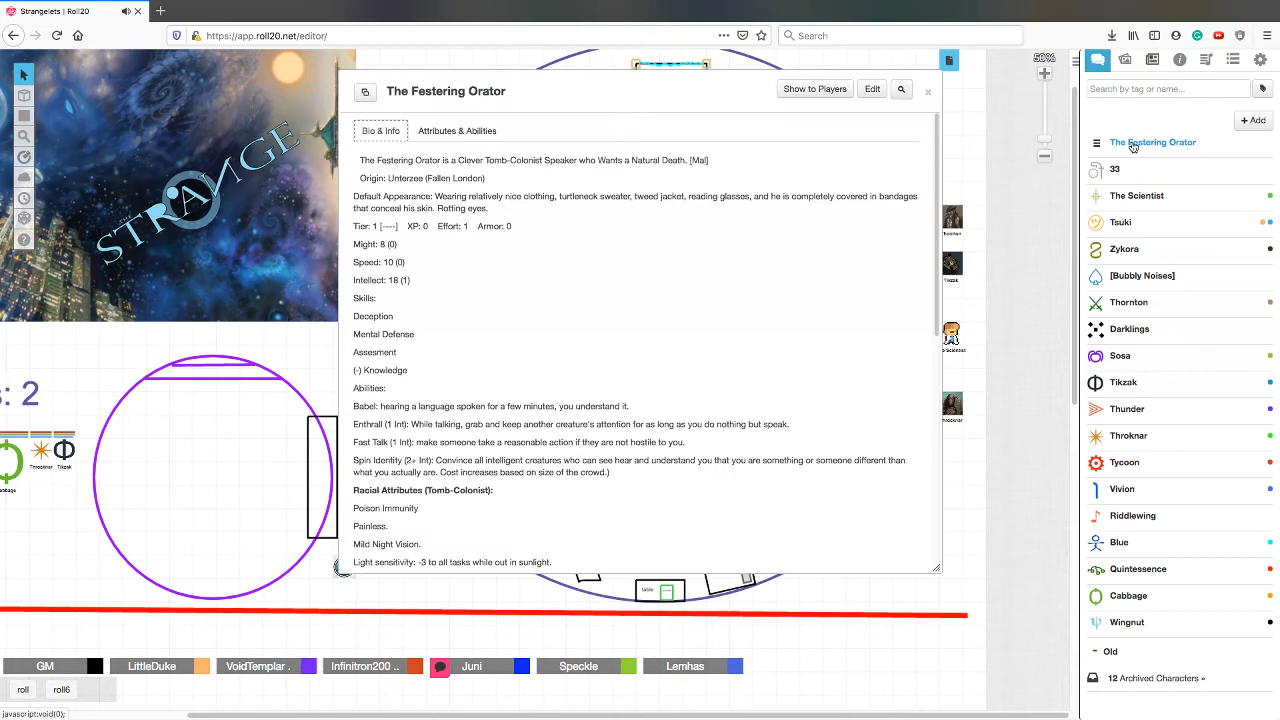 Strangelets | Roll20
https://app.roll20.net/editor/
Search
50%
THE STRANGE
s: 2
Cabbage
Throknar
Tikzak
The Festering Orator
Show to Players
Edit
Bio & Info
Attributes & Abilities
The Festering Orator is a Clever Tomb-Colonist Speaker who Wants a Natural Death. [Mal]
Origin: Unterzee (Fallen London)
Default Appearance: Wearing relatively nice clothing, turtleneck sweater, tweed jacket, reading glasses, and he is completely covered in bandages
that conceal his skin. Rotting eyes.
Tier: 1 [----] XP: 0 Effort: 1 Armor: 0
Might: 8 (0)
Speed: 10 (0)
Intellect: 18 (1)
Skills:
Deception
Mental Defense
Assesment
(-) Knowledge
Abilities:
Babel: hearing a language spoken for a few minutes, you understand it.
Enthrall (1 Int): While talking, grab and keep another creature's attention for as long as you do nothing but speak.
Fast Talk (1 Int): make someone take a reasonable action if they are not hostile to you.
Spin Identity (2+ Int): Convince all intelligent creatures who can see hear and understand you that you are something or someone different than
what you actually are. Cost increases based on size of the crowd.)
Racial Attributes (Tomb-Colonist):
Poison Immunity
Painless.
Mild Night Vision.
Light sensitivity: -3 to all tasks while out in sunlight.
Thornton
Tikzak
Scientist
Throknar
table
Search by tag or name...
+ Add
The Festering Orator
33
The Scientist
Tsuki
Zykora
[Bubbly Noises]
Thornton
Darklings
Sosa
Tikzak
Thunder
Throknar
Tycoon
Vivion
Riddlewing
Blue
Quintessence
Cabbage
Wingnut
- Old
12 Archived Characters »
GM
LittleDuke
VoidTemplar .
Infinitron200 ..
Juni
Speckle
Lemhas
roll
roll6
javascript:void(0);